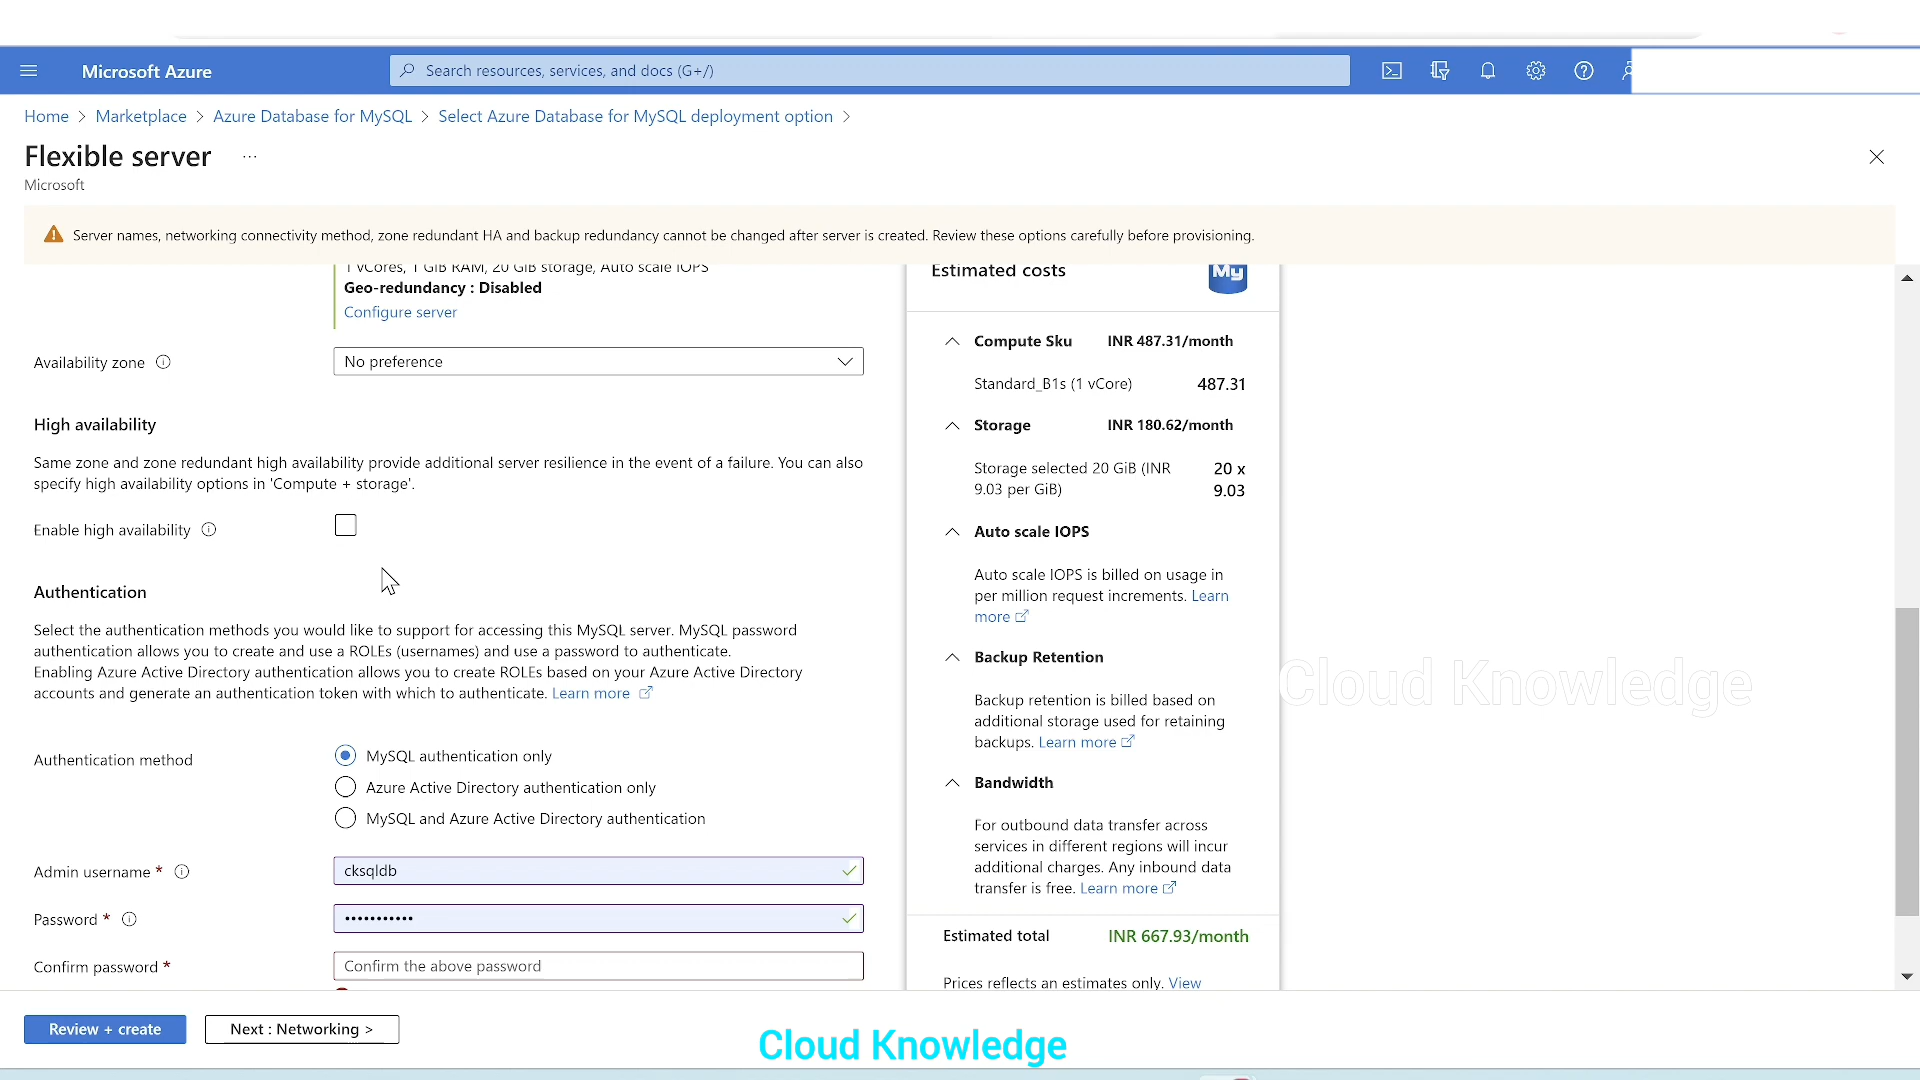 Microsoft Azure
Search resources, services, and docs (G+/)
Home > Marketplace > Azure Database for MySQL > Select Azure Database for MySQL deployment option >
Flexible server ...
Microsoft
Server names, networking connectivity method, zone redundant HA and backup redundancy cannot be changed after server is created. Review these options carefully before provisioning.
1 vCores, 1 GiB RAM, 20 GiB storage, Auto scale IOPS
Geo-redundancy : Disabled
Configure server
Availability zone
No preference
High availability
Same zone and zone redundant high availability provide additional server resilience in the event of a failure. You can also
specify high availability options in 'Compute + storage'.
Enable high availability
Authentication
Select the authentication methods you would like to support for accessing this MySQL server. MySQL password
authentication allows you to create and use a ROLEs (usernames) and use a password to authenticate.
Enabling Azure Active Directory authentication allows you to create ROLEs based on your Azure Active Directory
accounts and generate an authentication token with which to authenticate. Learn more
Authentication method
MySQL authentication only
Azure Active Directory authentication only
MySQL and Azure Active Directory authentication
Admin username *
cksqldb
Password *
•••••••••••
Confirm password *
Confirm the above password
Estimated costs
My
Compute Sku INR 487.31/month
Standard_B1s (1 vCore) 487.31
Storage INR 180.62/month
Storage selected 20 GiB (INR 20 x
9.03 per GiB) 9.03
Auto scale IOPS
Auto scale IOPS is billed on usage in
per million request increments. Learn
more
Backup Retention
Backup retention is billed based on
additional storage used for retaining
backups. Learn more
Bandwidth
For outbound data transfer across
services in different regions will incur
additional charges. Any inbound data
transfer is free. Learn more
Estimated total INR 667.93/month
Prices reflect an estimates only. View
Cloud Knowledge
Review + create
Next : Networking >
Cloud Knowledge